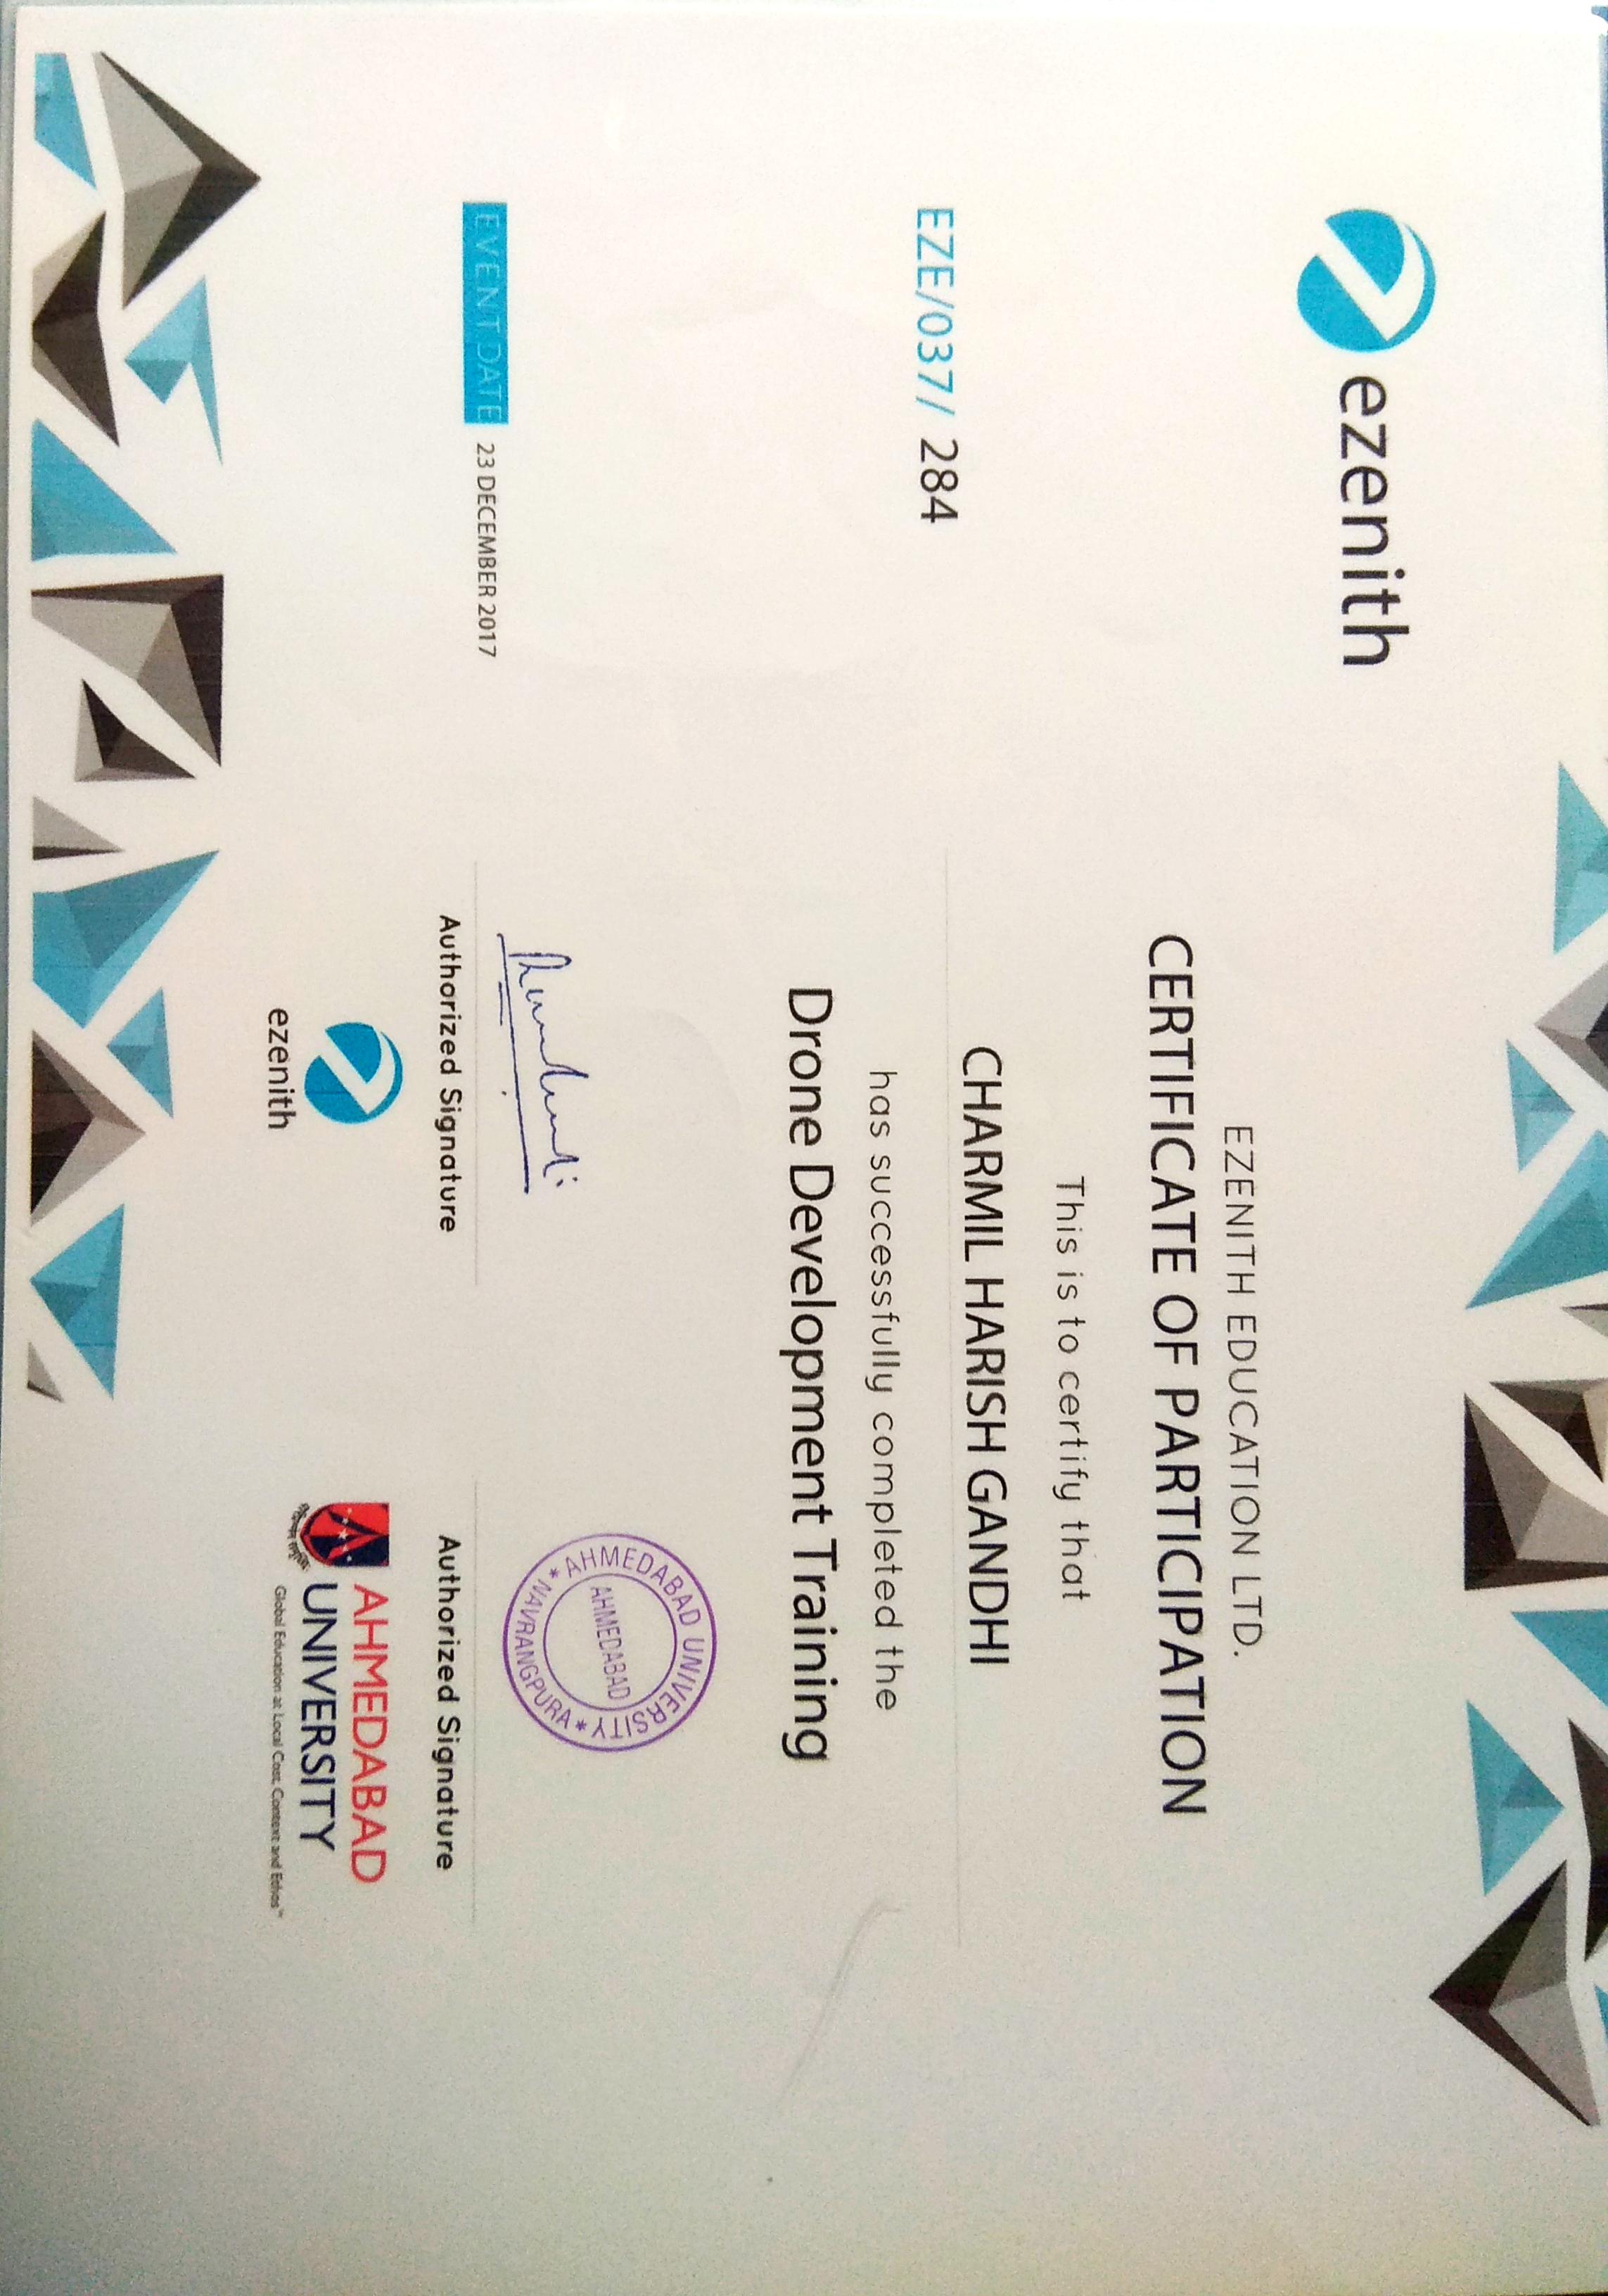 ezenith
EZENITH EDUCATION LTD.
CERTIFICATE OF PARTICIPATION
This is to certify that
CHARMIL HARISH GANDHI
EZE/037/ 284
has successfully completed the
Drone Development Training
AHMEDABAD UNIVERSITY
AHMEDABAD
* NAVRANGPURA *
EVENT DATE 23 DECEMBER 2017
Authorized Signature
Authorized Signature
ezenith
AHMEDABAD
UNIVERSITY
Global Education at Local Cost, Context and Ethos™